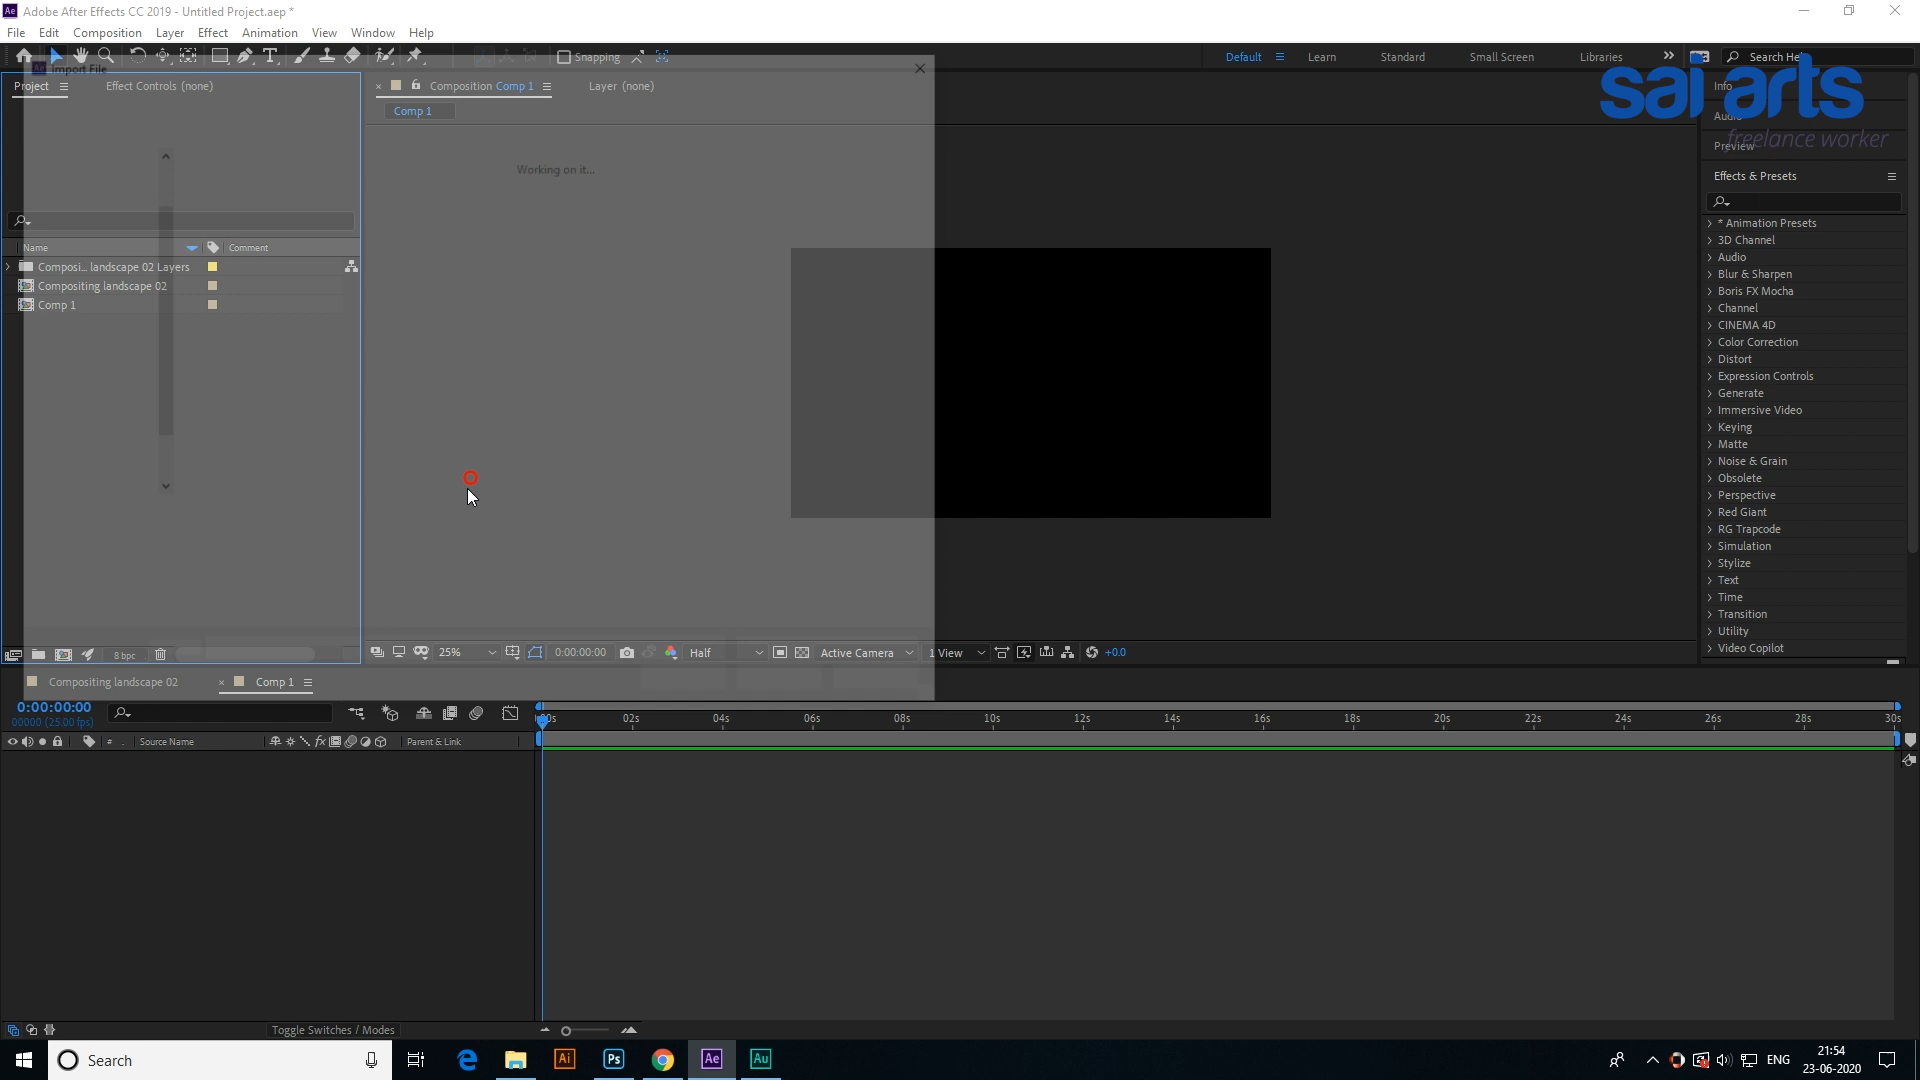 Adobe After Effects CC 2019 - Untitled Project.aep *
File Edit Composition Layer Effect Animation View Window Help
Snapping
Default Learn Standard Small Screen Libraries
Import File
Project Effect Controls (none)
Composition Comp 1 Layer (none)
Comp 1
Working on it...
Name Comment
Composi... landscape 02 Layers
Compositing landscape 02
Comp 1
8 bpc
25% 0:00:00:00 Half Active Camera 1 View +0.0
sai arts
freelance worker
Info
Audio
Preview
Effects & Presets
* Animation Presets
3D Channel
Audio
Blur & Sharpen
Boris FX Mocha
Channel
CINEMA 4D
Color Correction
Distort
Expression Controls
Generate
Immersive Video
Keying
Matte
Noise & Grain
Obsolete
Perspective
Red Giant
RG Trapcode
Simulation
Stylize
Text
Time
Transition
Utility
Video Copilot
Compositing landscape 02 Comp 1
0:00:00:00
00000 (25.00 fps)
02s 04s 06s 08s 10s 12s 14s 16s 18s 20s 22s 24s 26s 28s 30s
# Source Name fx Parent & Link
Toggle Switches / Modes
Search Ai Ps Ae Au ENG
21:54
23-06-2020